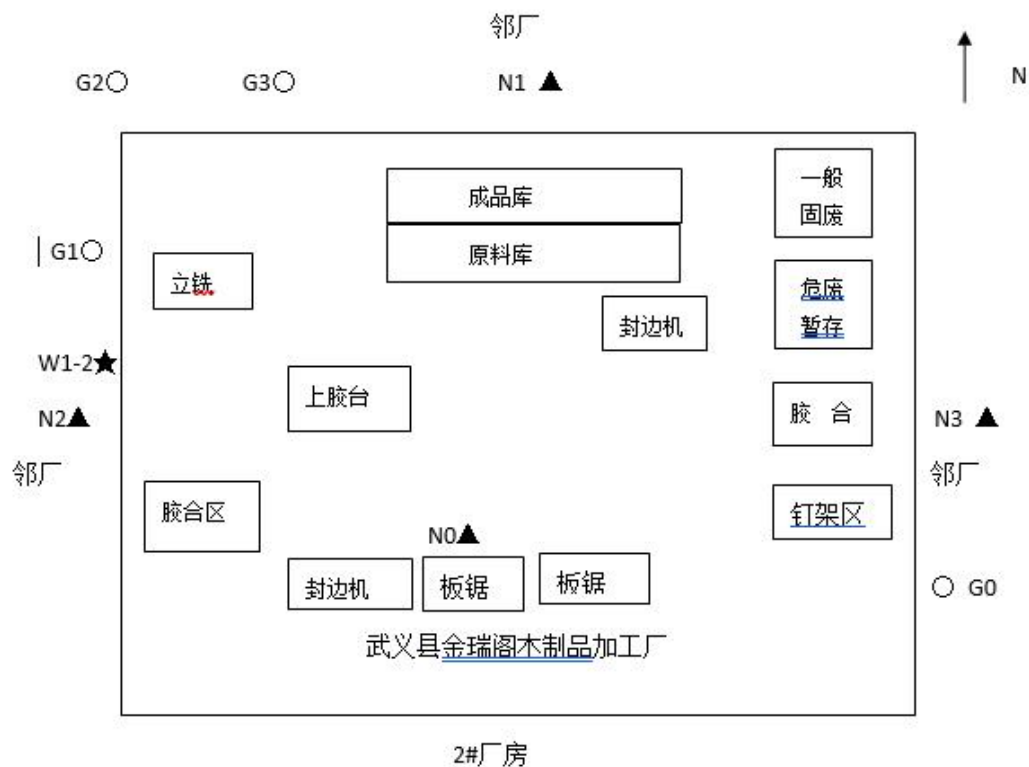 邻厂
G2○ G3○ N1 ▲
N
成品库
一般
固废
原料库
G1○
立铣
危废
暂存
封边机
W1-2★
上胶台
胶 合
N2▲
N3 ▲
邻厂
邻厂
胶合区
钉架区
N0▲
封边机
板锯
板锯
○ G0
武义县金瑞阁木制品加工厂
2#厂房